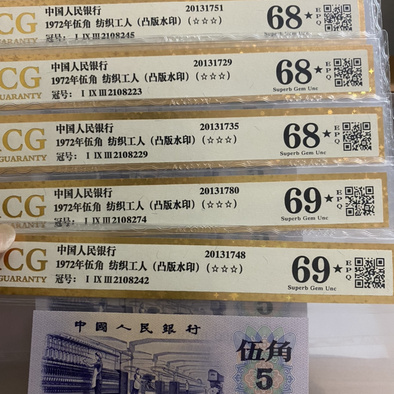 CG
GUARANTY
中国人民银行 20131751
1972年伍角 纺织工人（凸版水印）（☆☆☆）
冠号： I IX III 2108245
68★
EPQ
CG
GUARANTY
中国人民银行 20131729
1972年伍角 纺织工人（凸版水印）（☆☆☆）
冠号： I IX III 2108223
68★
EPQ
Superb Gem Unc
CG
GUARANTY
中国人民银行 20131735
1972年伍角 纺织工人（凸版水印）（☆☆☆）
冠号： I IX III 2108229
68★
EPQ
Superb Gem Unc
CG
GUARANTY
中国人民银行 20131780
1972年伍角 纺织工人（凸版水印）（☆☆☆）
冠号： I IX III 2108274
69★
EPQ
Superb Gem Unc
CG
GUARANTY
中国人民银行 20131748
1972年伍角 纺织工人（凸版水印）（☆☆☆）
冠号： I IX III 2108242
69★
EPQ
Superb Gem Unc
中國人民银行
伍角
5